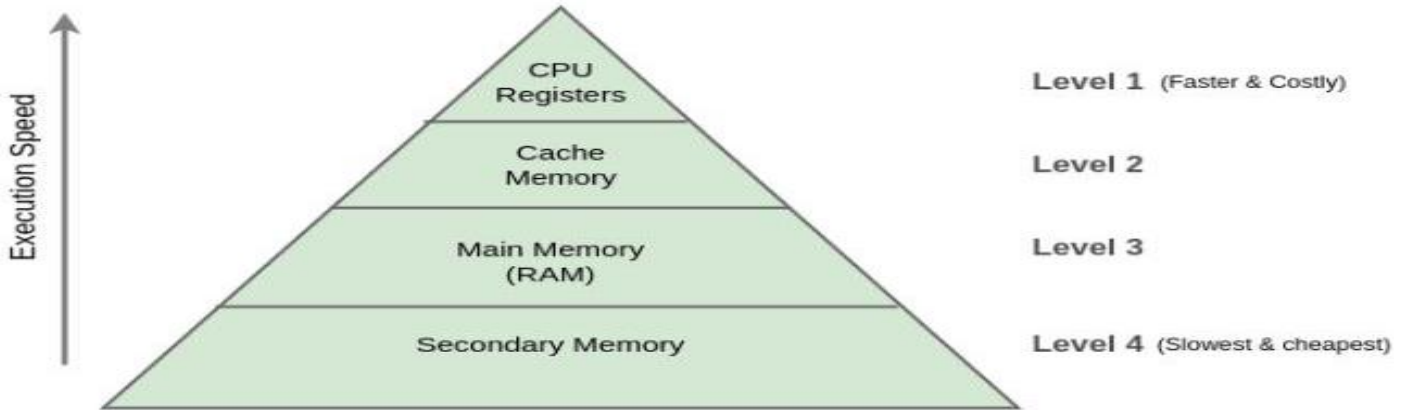 Execution Speed
CPU
Registers
Level 1 (Faster & Costly)
Cache
Memory
Level 2
Main Memory
(RAM)
Level 3
Secondary Memory
Level 4 (Slowest & cheapest)